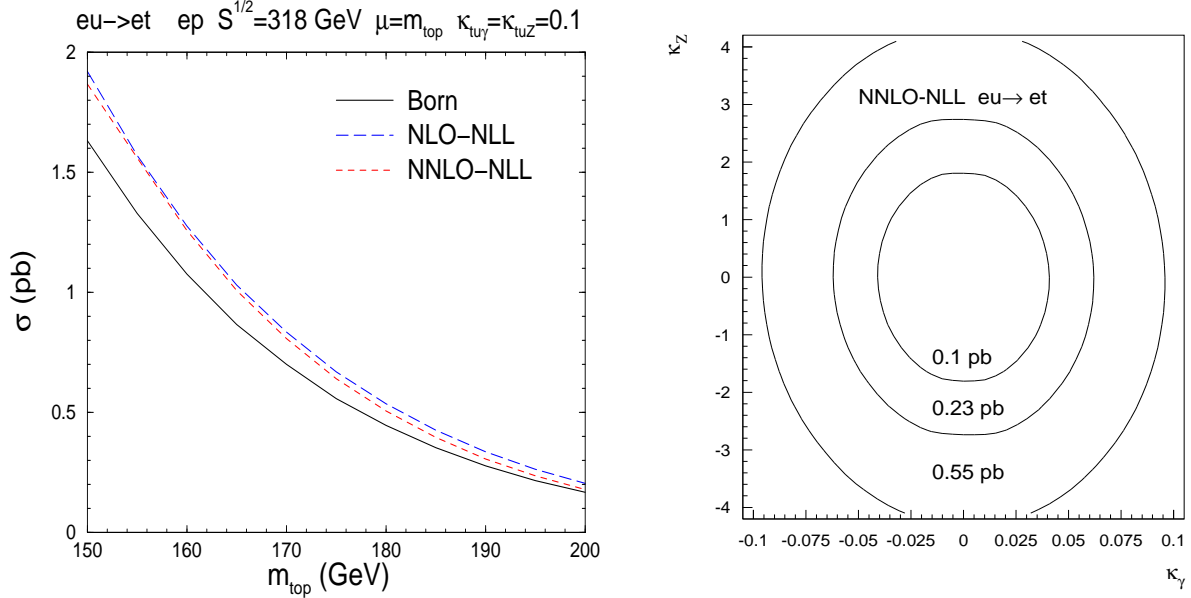 eu->et ep S^1/2=318 GeV μ=m_top κ_tuγ=κ_tuZ=0.1
2
1.5
1
0.5
0
σ (pb)
Born
NLO−NLL
NNLO−NLL
150 160 170 180 190 200
m_top (GeV)
κ_Z
4
3
2
1
0
-1
-2
-3
-4
NNLO-NLL eu→ et
0.1 pb
0.23 pb
0.55 pb
-0.1 -0.075 -0.05 -0.025 0 0.025 0.05 0.075 0.1
κ_γ